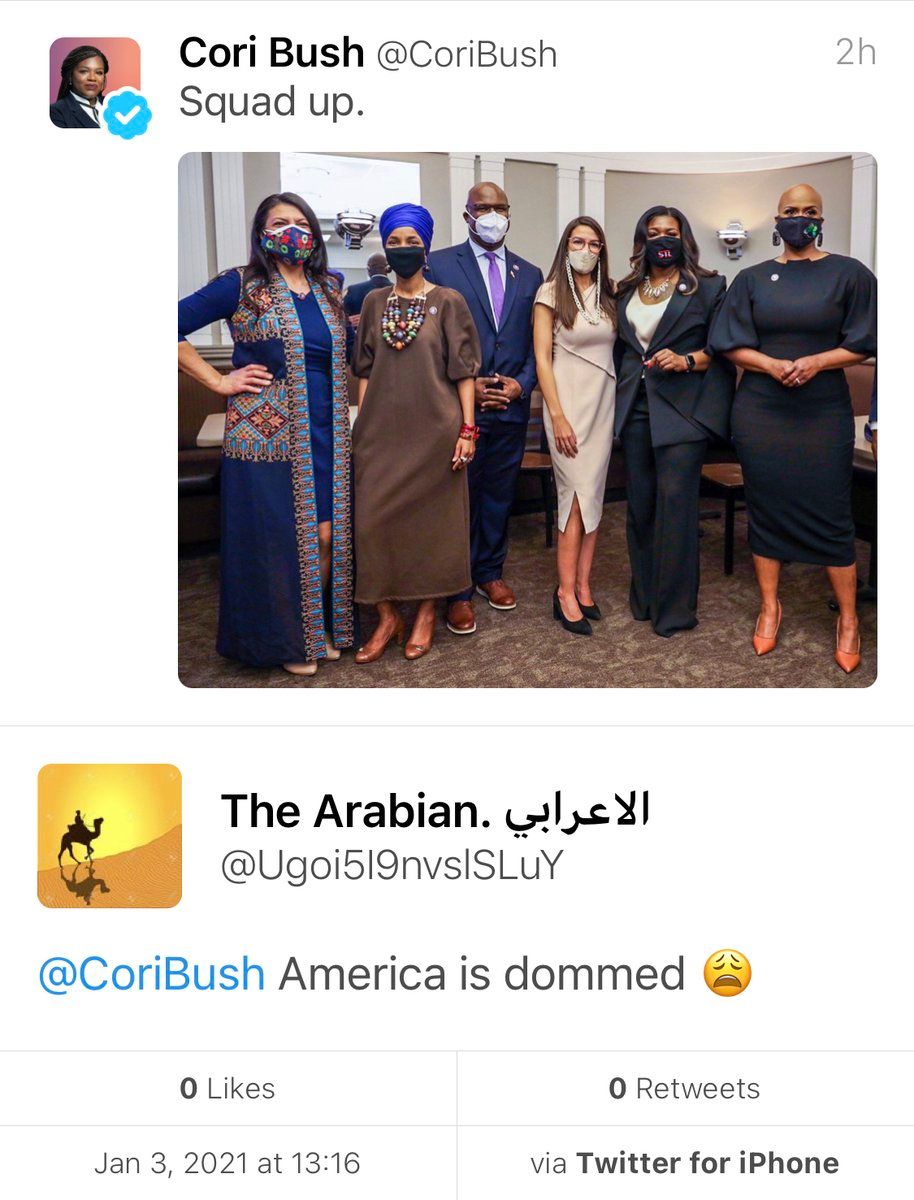 Cori Bush @CoriBush 2h
Squad up.
STL
The Arabian. الاعرابي
@Ugoi5I9nvslSLuY
@CoriBush America is dommed 😩
0 Likes 0 Retweets
Jan 3, 2021 at 13:16 via Twitter for iPhone